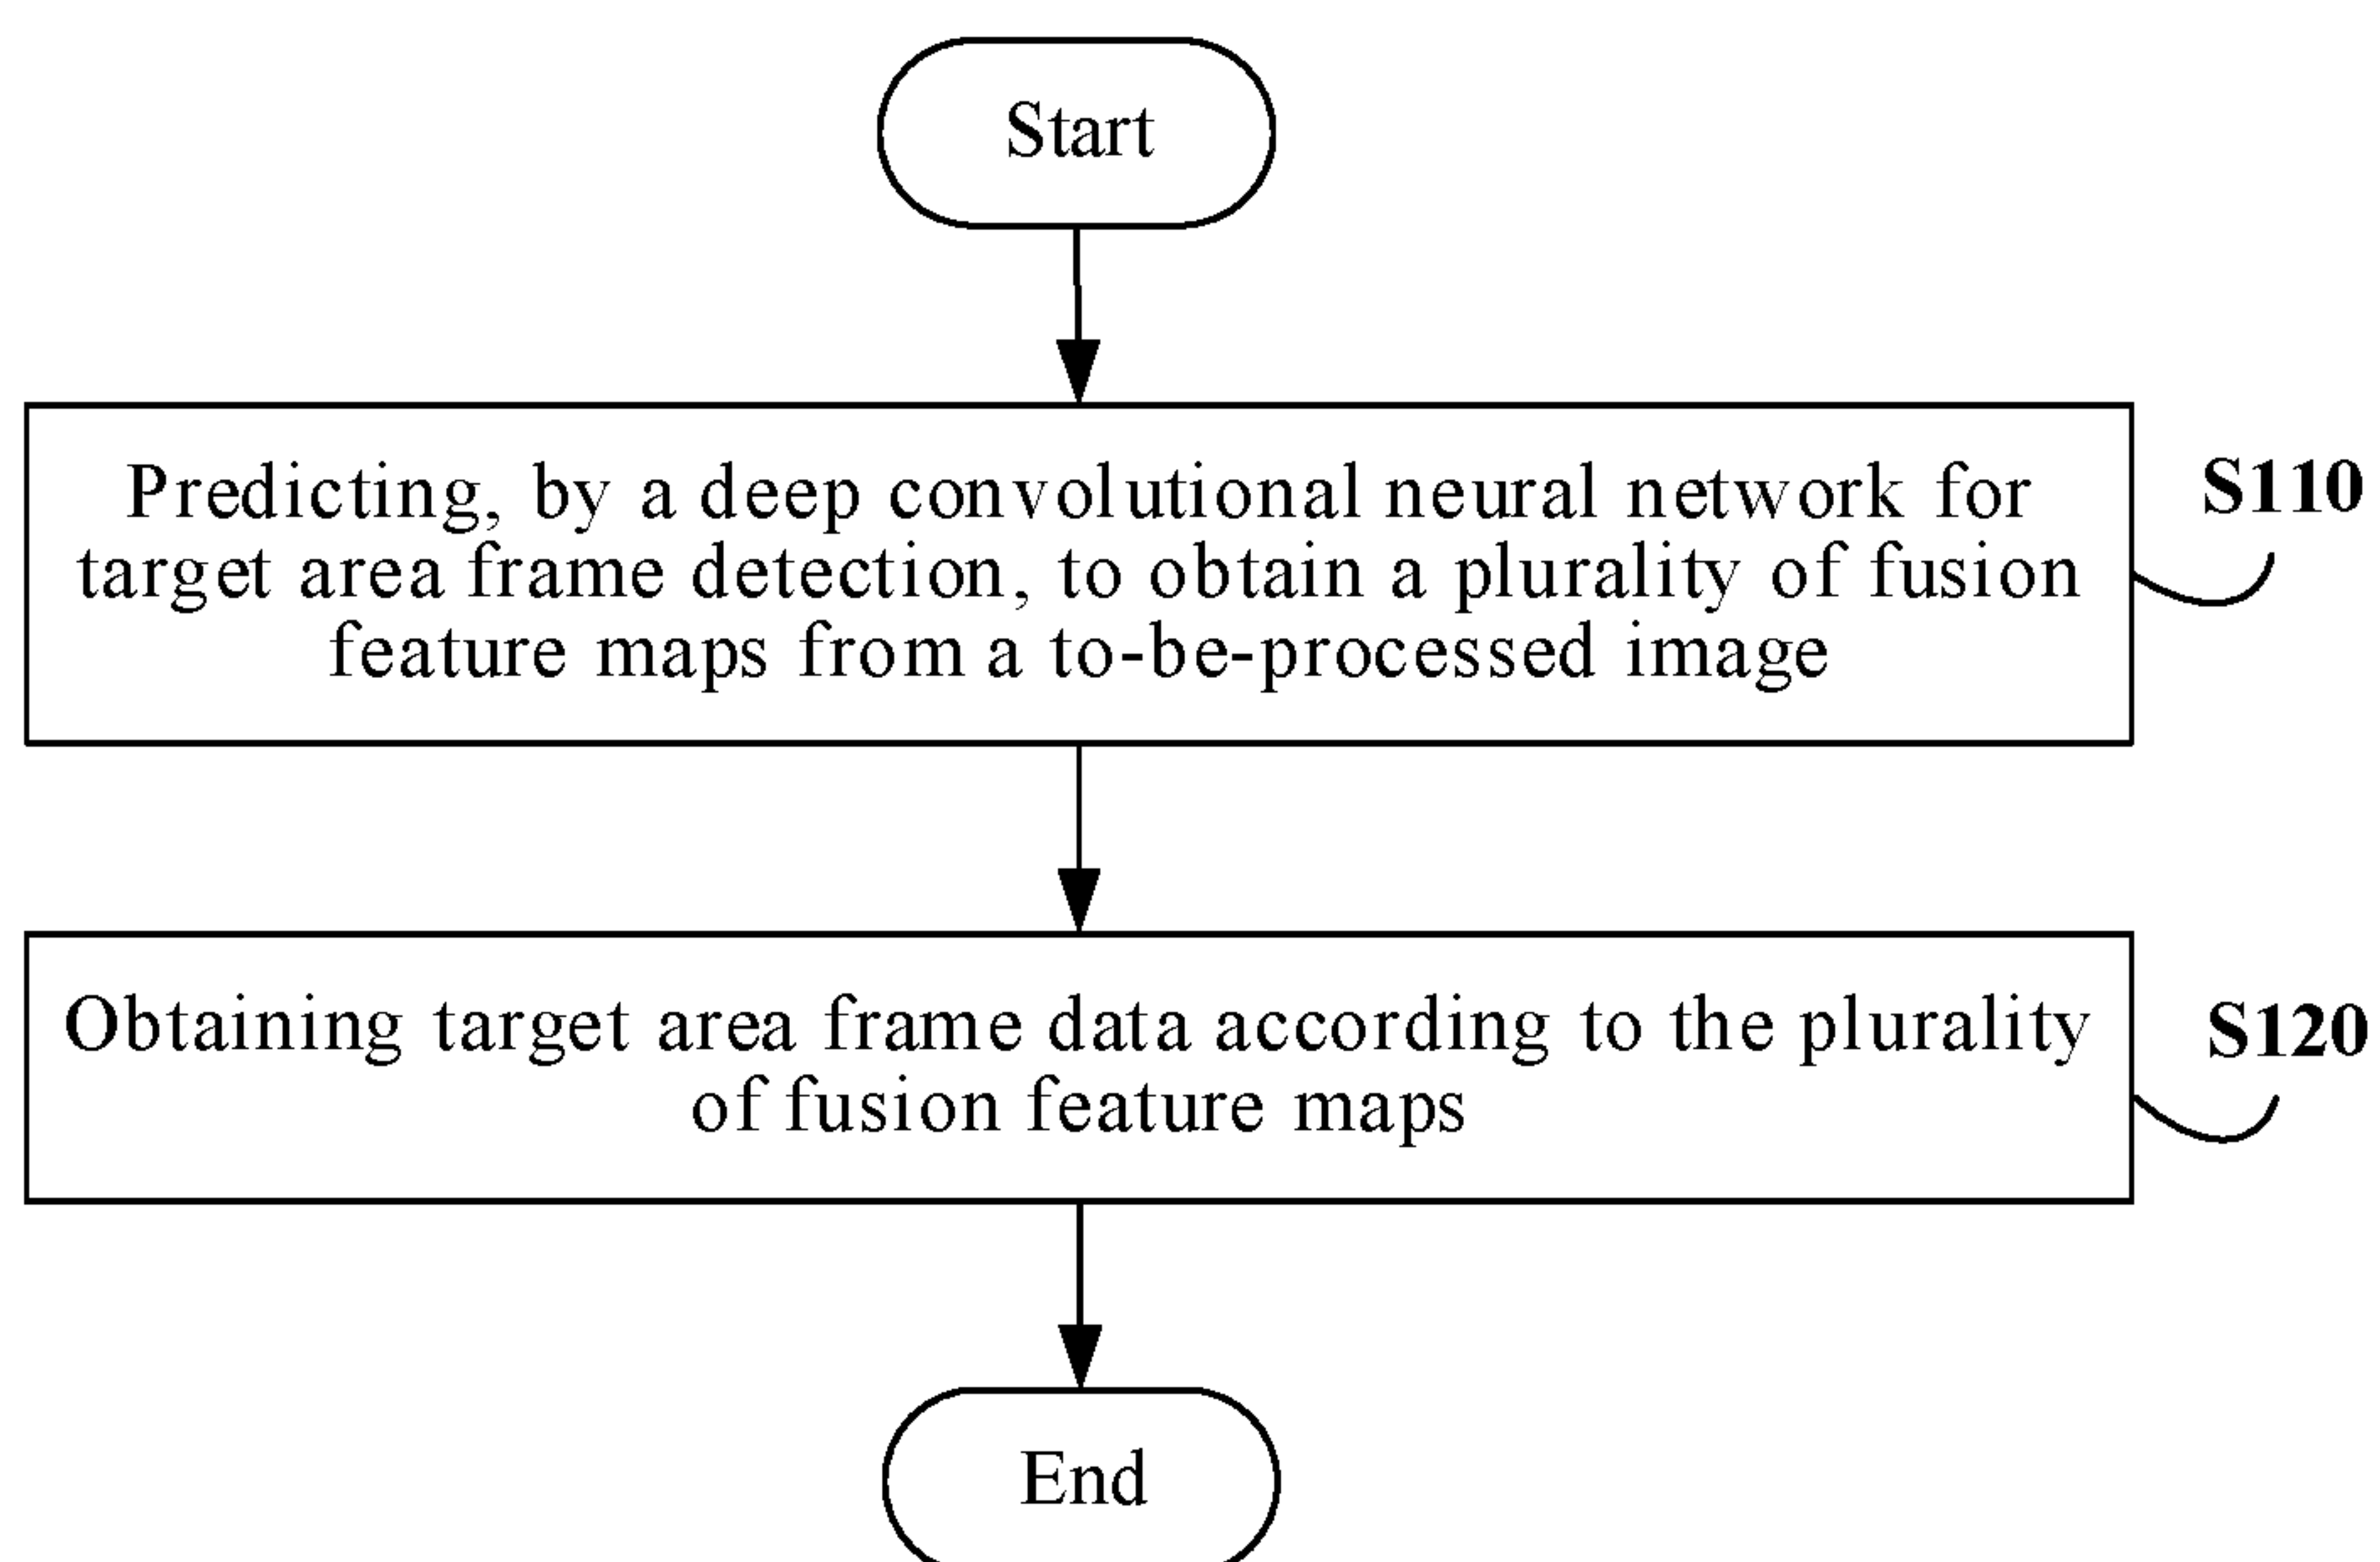 Start
Predicting, by a deep convolutional neural network for
target area frame detection, to obtain a plurality of fusion
feature maps from a to-be-processed image
S110
Obtaining target area frame data according to the plurality
of fusion feature maps
S120
End